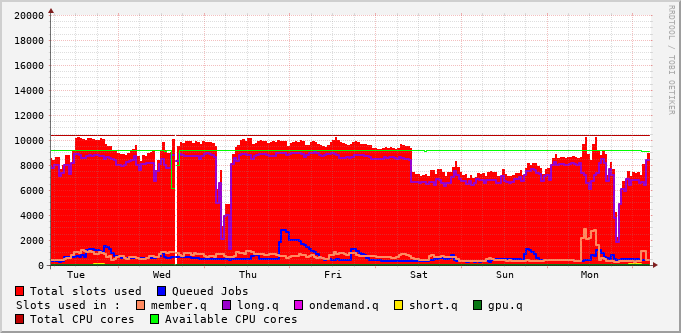 20000
18000
16000
14000
12000
10000
8000
6000
4000
2000
0
Tue Wed Thu Fri Sat Sun Mon
RRDTOOL / TOBI OETIKER
Total slots used Queued Jobs
Slots used in : member.q long.q ondemand.q short.q gpu.q
Total CPU cores Available CPU cores